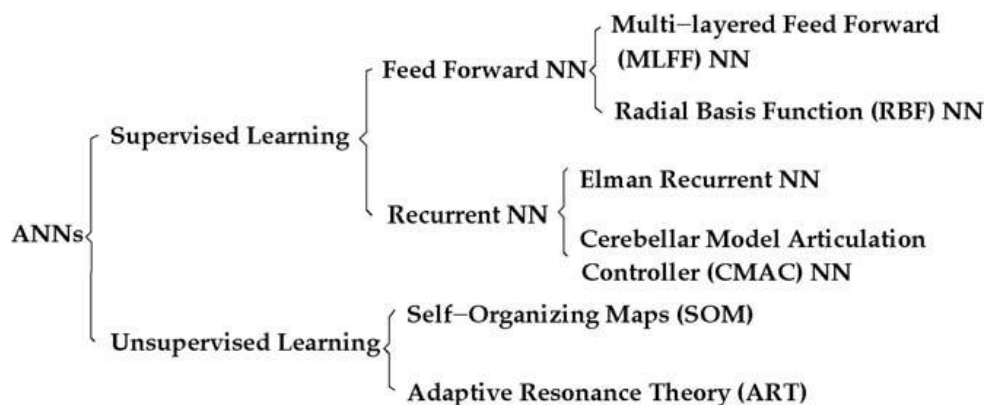 Multi−layered Feed Forward
(MLFF) NN
Feed Forward NN
Radial Basis Function (RBF) NN
Supervised Learning
Elman Recurrent NN
Recurrent NN
ANNs
Cerebellar Model Articulation
Controller (CMAC) NN
Self−Organizing Maps (SOM)
Unsupervised Learning
Adaptive Resonance Theory (ART)